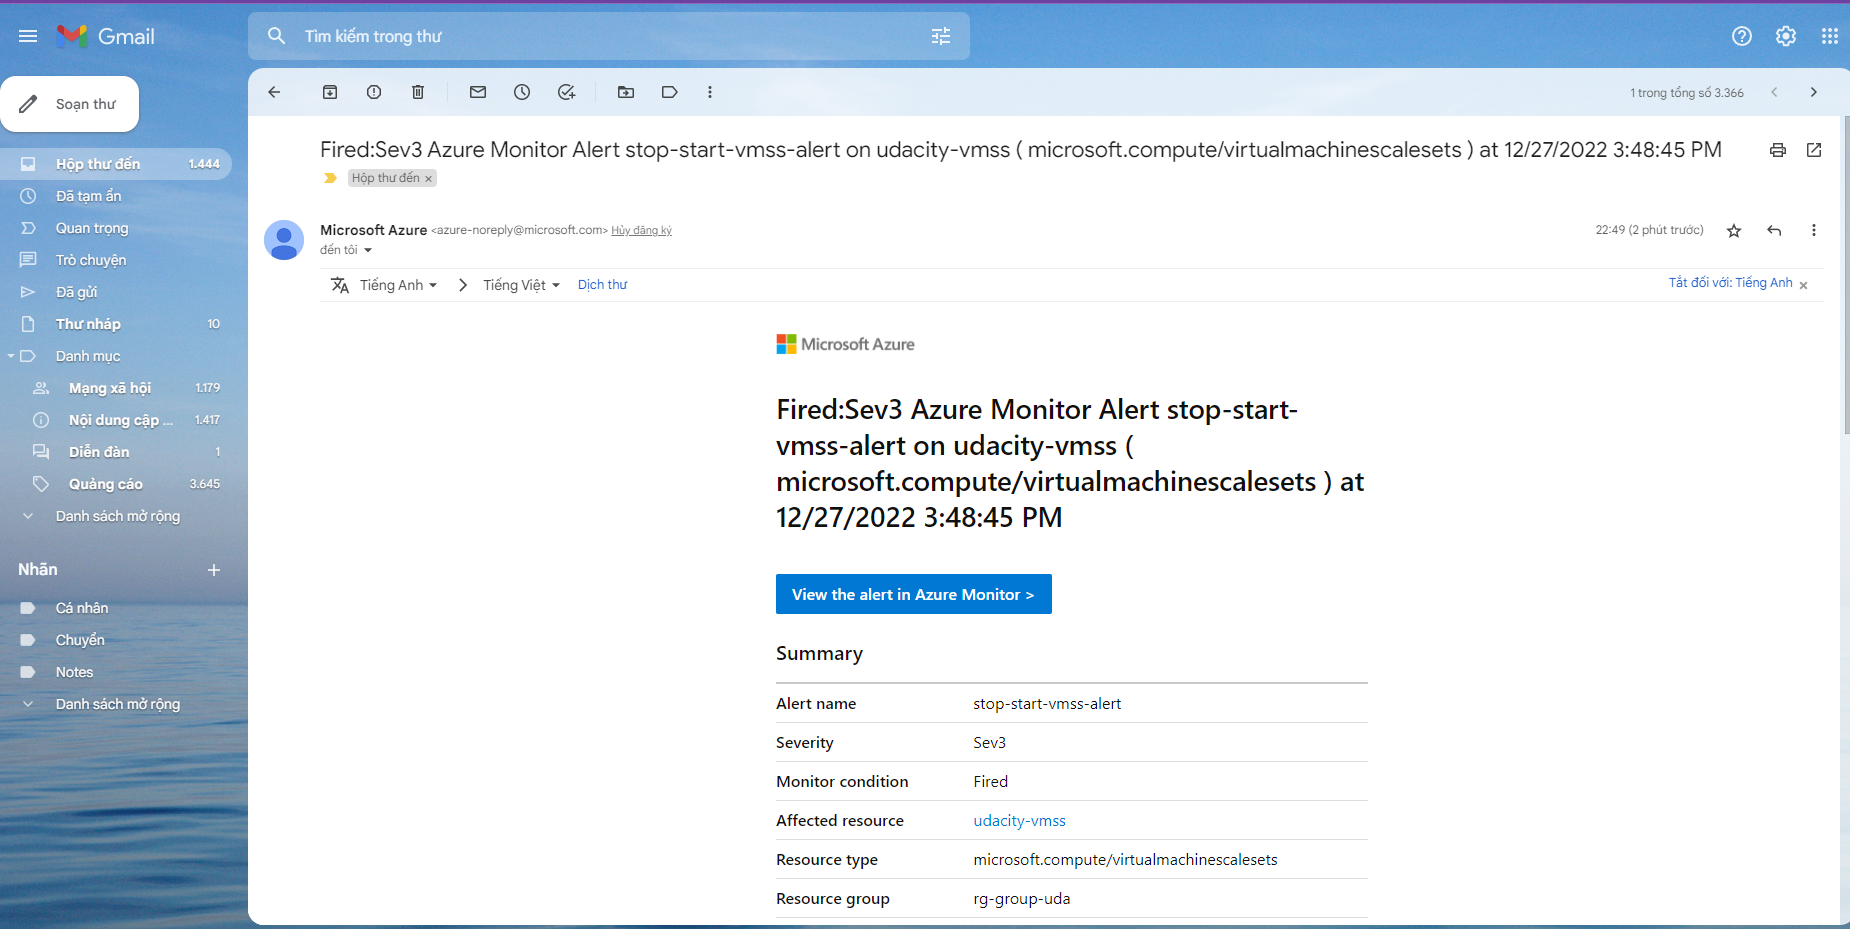 Gmail
Tìm kiếm trong thư
Soạn thư
1 trong tổng số 3.366
Hộp thư đến 1.444
Đã tạm ẩn
Quan trọng
Trò chuyện
Đã gửi
Thư nháp 10
Danh mục
Mạng xã hội 1.179
Nội dung cập ... 1.417
Diễn đàn 1
Quảng cáo 3.645
Danh sách mở rộng
Nhãn
Cá nhân
Chuyển
Notes
Danh sách mở rộng
Fired:Sev3 Azure Monitor Alert stop-start-vmss-alert on udacity-vmss ( microsoft.compute/virtualmachinescalesets ) at 12/27/2022 3:48:45 PM
Hộp thư đến ×
Microsoft Azure <azure-noreply@microsoft.com> Hủy đăng ký
22:49 (2 phút trước)
đến tôi
Tiếng Anh > Tiếng Việt Dịch thư
Tắt đối với: Tiếng Anh ×
Microsoft Azure
Fired:Sev3 Azure Monitor Alert stop-start-
vmss-alert on udacity-vmss (
microsoft.compute/virtualmachinescalesets ) at
12/27/2022 3:48:45 PM
View the alert in Azure Monitor >
Summary
Alert name stop-start-vmss-alert
Severity Sev3
Monitor condition Fired
Affected resource udacity-vmss
Resource type microsoft.compute/virtualmachinescalesets
Resource group rg-group-uda